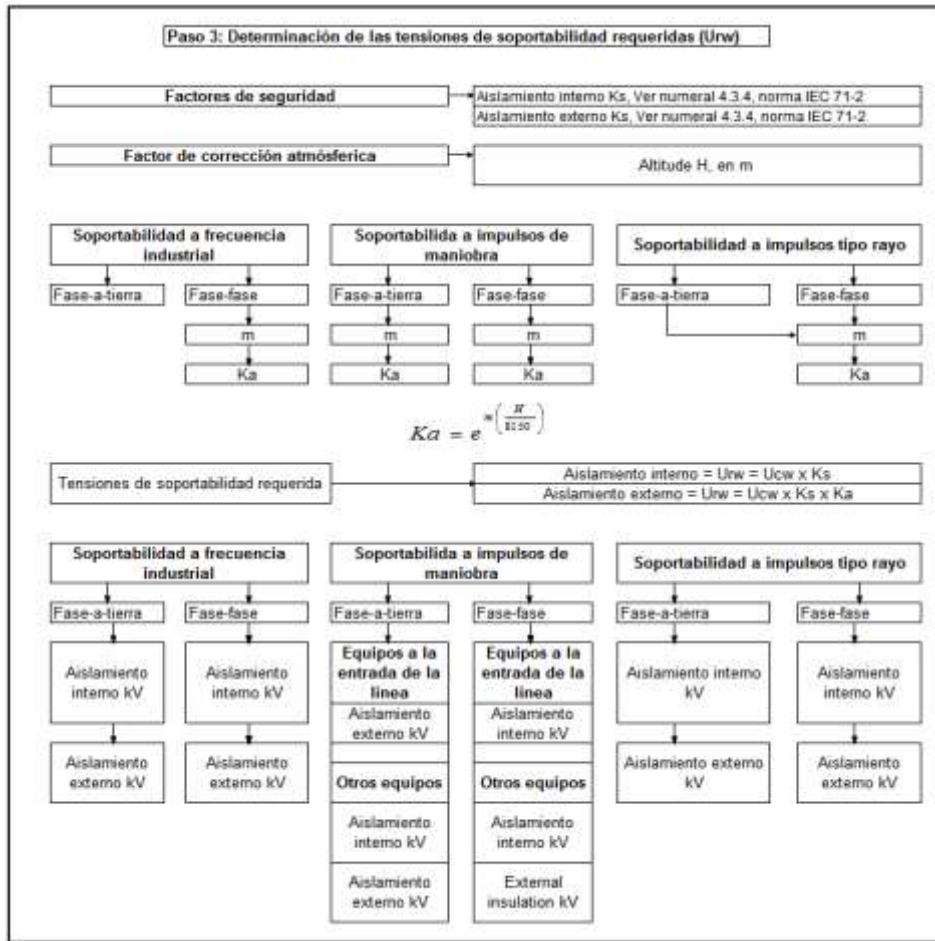 Paso 3: Determinación de las tensiones de soportabilidad requeridas (Urw)
Factores de seguridad
Aislamiento interno Ks, Ver numeral 4.3.4, norma IEC 71-2
Aislamiento externo Ks, Ver numeral 4.3.4, norma IEC 71-2
Factor de corrección atmósferica
Altitude H, en m
Soportabilidad a frecuencia
industrial
Soportabilida a impulsos de
maniobra
Soportabilidad a impulsos tipo rayo
Fase-a-tierra
Fase-fase
Fase-a-tierra
Fase-fase
Fase-a-tierra
Fase-fase
m
m
m
m
Ka
Ka
Ka
Ka
Ka = e^m(H/8150)
Tensiones de soportabilidad requerida
Aislamiento interno = Urw = Ucw x Ks
Aislamiento externo = Urw = Ucw x Ks x Ka
Soportabilidad a frecuencia
industrial
Soportabilida a impulsos de
maniobra
Soportabilidad a impulsos tipo rayo
Fase-a-tierra
Fase-fase
Fase-a-tierra
Fase-fase
Fase-a-tierra
Fase-fase
Aislamiento
interno kV
Aislamiento
interno kV
Equipos a la
entrada de la
línea
Equipos a la
entrada de la
línea
Aislamiento interno
kV
Aislamiento
interno kV
Aislamiento
externo kV
Aislamiento
interno kV
Aislamiento
externo kV
Aislamiento
externo kV
Otros equipos
Otros equipos
Aislamiento externo
kV
Aislamiento
externo kV
Aislamiento
interno kV
Aislamiento
interno kV
Aislamiento
externo kV
External
insulation kV